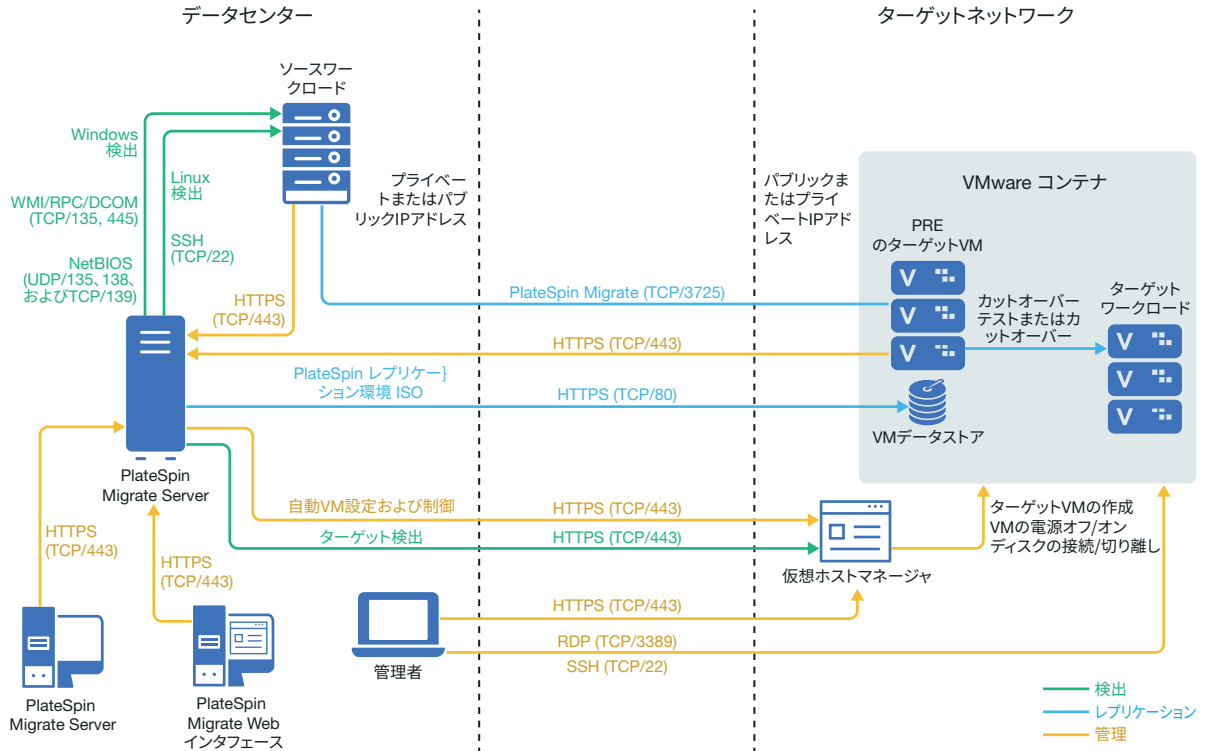 データセンター
ターゲットネットワーク
ソースワー
クロード
Windows
検出
Linux
検出
WMI/RPC/DCOM
(TCP/135, 445)
SSH
(TCP/22)
NetBIOS
(UDP/135、138、
およびTCP/139)
HTTPS
(TCP/443)
プライベー
トまたはパブ
リックIPアドレス
パブリックま
たはプライ
ベートIPアド
レス
VMware コンテナ
PRE
のターゲットVM
PlateSpin Migrate (TCP/3725)
カットオーバー
テストまたはカ
ットオーバー
ターゲット
ワークロード
HTTPS (TCP/443)
PlateSpin レプリケー}
ション環境 ISO
HTTPS (TCP/80)
VMデータストア
PlateSpin
Migrate Server
自動VM設定および制御
HTTPS (TCP/443)
ターゲット検出
HTTPS (TCP/443)
ターゲットVMの作成
VMの電源オフ/オン
ディスクの接続/切り離し
仮想ホストマネージャ
HTTPS
(TCP/443)
HTTPS
(TCP/443)
HTTPS (TCP/443)
RDP (TCP/3389)
SSH (TCP/22)
管理者
PlateSpin
Migrate Server
PlateSpin
Migrate Web
インタフェース
検出
レプリケーション
管理